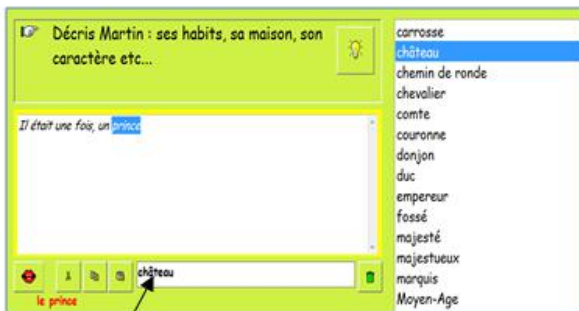 Décris Martin : ses habits, sa maison, son
caractère etc...
Il était une fois, un prince
château
le prince
carrosse
château
chemin de ronde
chevalier
comte
couronne
donjon
duc
empereur
fossé
majesté
majestueux
marquis
Moyen-Age